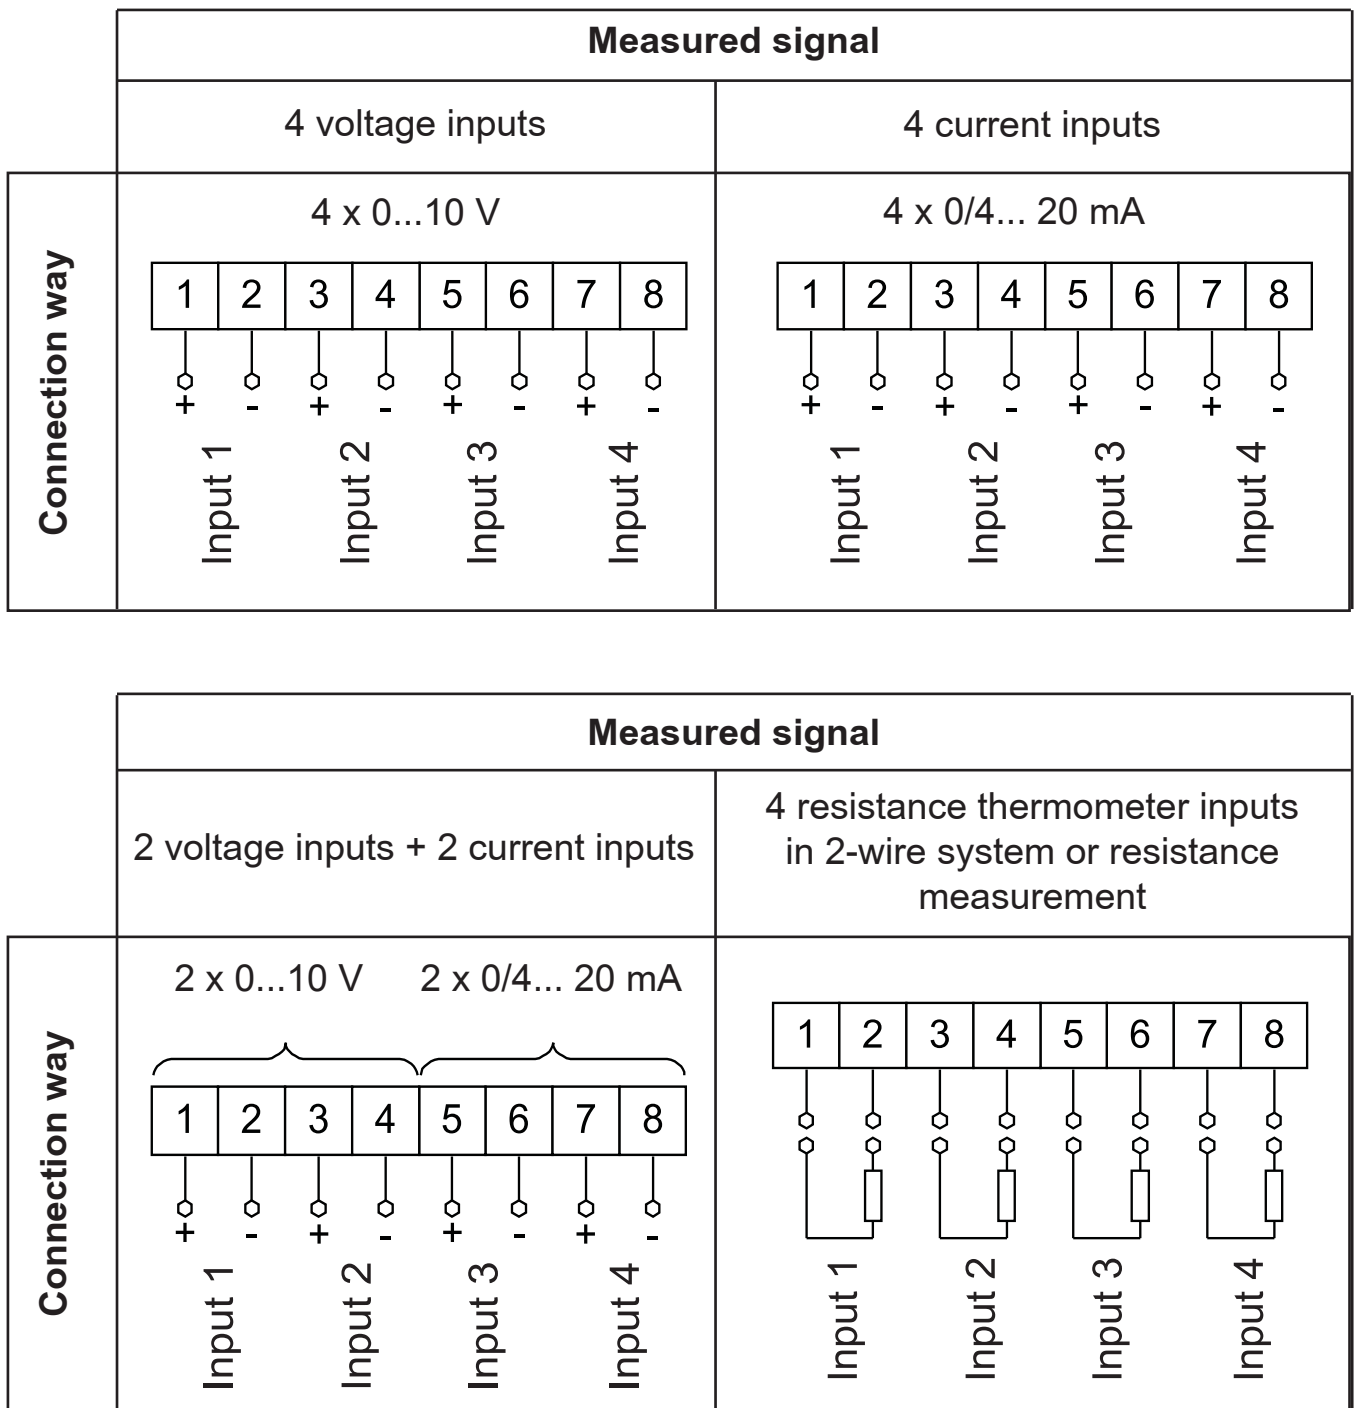 Measured signal
4 voltage inputs
4 current inputs
Connection way
4 x 0...10 V
1 2 3 4 5 6 7 8
+ - + - + - + -
Input 1
Input 2
Input 3
Input 4
4 x 0/4... 20 mA
1 2 3 4 5 6 7 8
+ - + - + - + -
Input 1
Input 2
Input 3
Input 4
Measured signal
2 voltage inputs + 2 current inputs
4 resistance thermometer inputs
in 2-wire system or resistance
measurement
Connection way
2 x 0...10 V
2 x 0/4... 20 mA
1 2 3 4 5 6 7 8
+ - + - + - + -
Input 1
Input 2
Input 3
Input 4
1 2 3 4 5 6 7 8
Input 1
Input 2
Input 3
Input 4